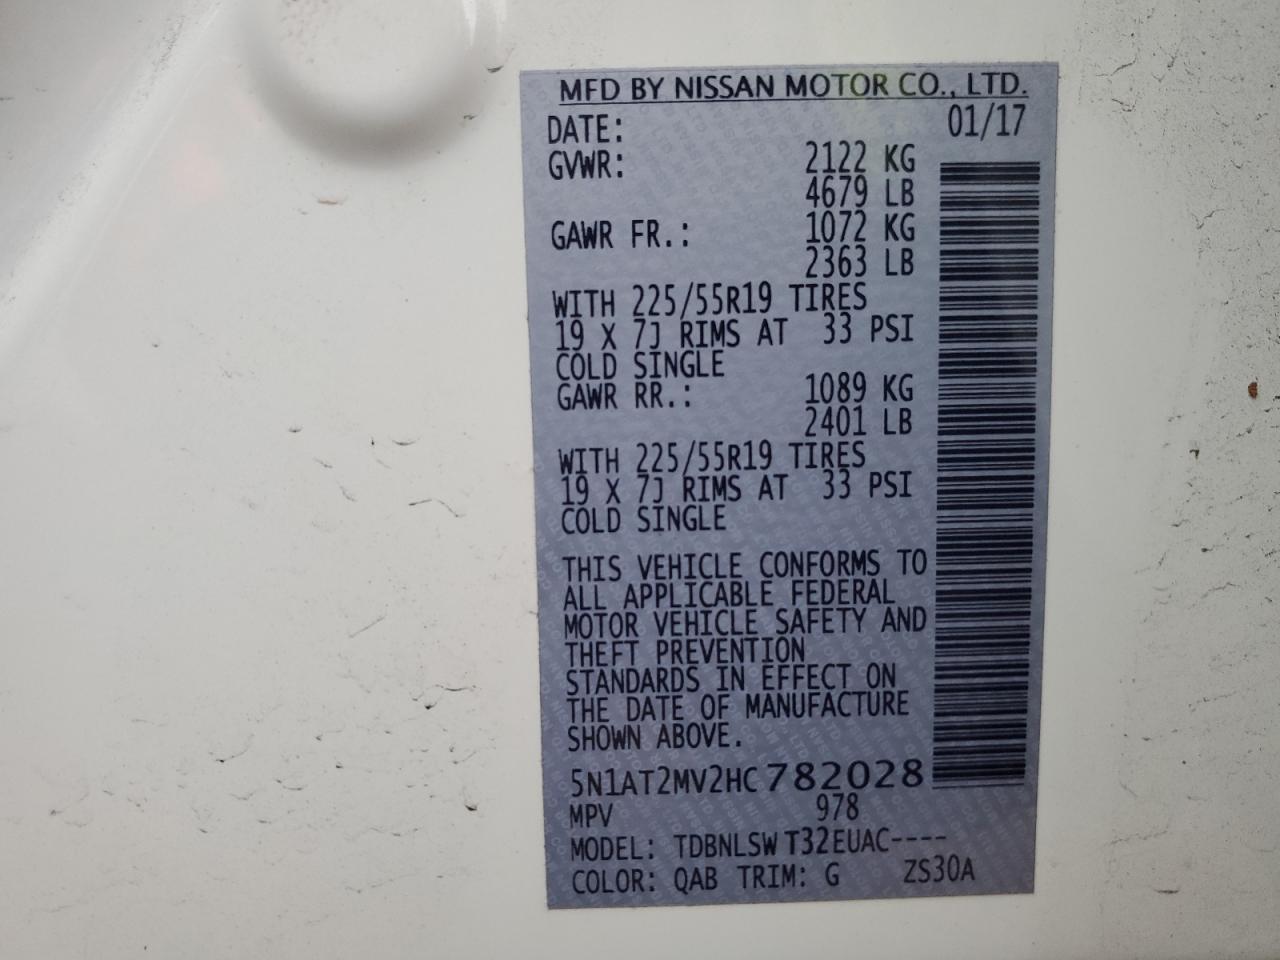 MFD BY NISSAN MOTOR CO., LTD.
DATE: 01/17
GVWR: 2122 KG
4679 LB
GAWR FR.: 1072 KG
2363 LB
WITH 225/55R19 TIRES
19 X 7J RIMS AT 33 PSI
COLD SINGLE
GAWR RR.: 1089 KG
2401 LB
WITH 225/55R19 TIRES
19 X 7J RIMS AT 33 PSI
COLD SINGLE
THIS VEHICLE CONFORMS TO
ALL APPLICABLE FEDERAL
MOTOR VEHICLE SAFETY AND
THEFT PREVENTION
STANDARDS IN EFFECT ON
THE DATE OF MANUFACTURE
SHOWN ABOVE.
5N1AT2MV2HC782028
MPV 978
MODEL: TDBNLSW T32EUAC----
COLOR: QAB TRIM: G ZS30A